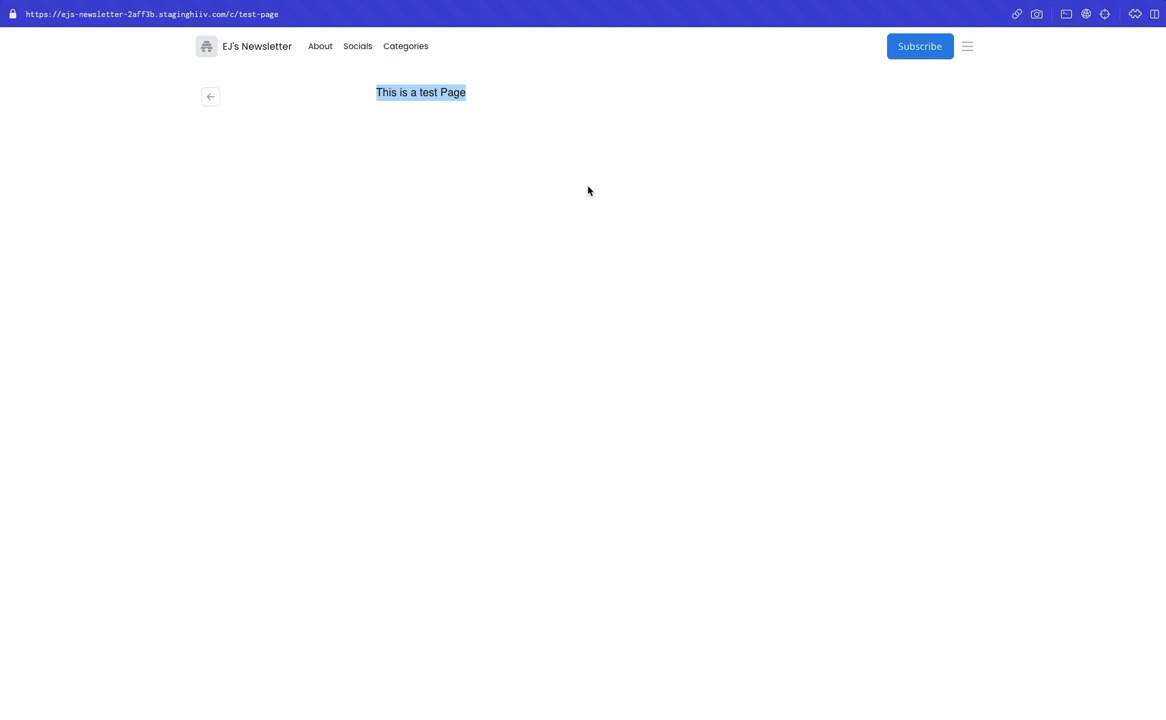 https://ejs-newsletter-2aff3b.staginghiiv.com/c/test-page
EJ's Newsletter About Socials Categories Subscribe
This is a test Page